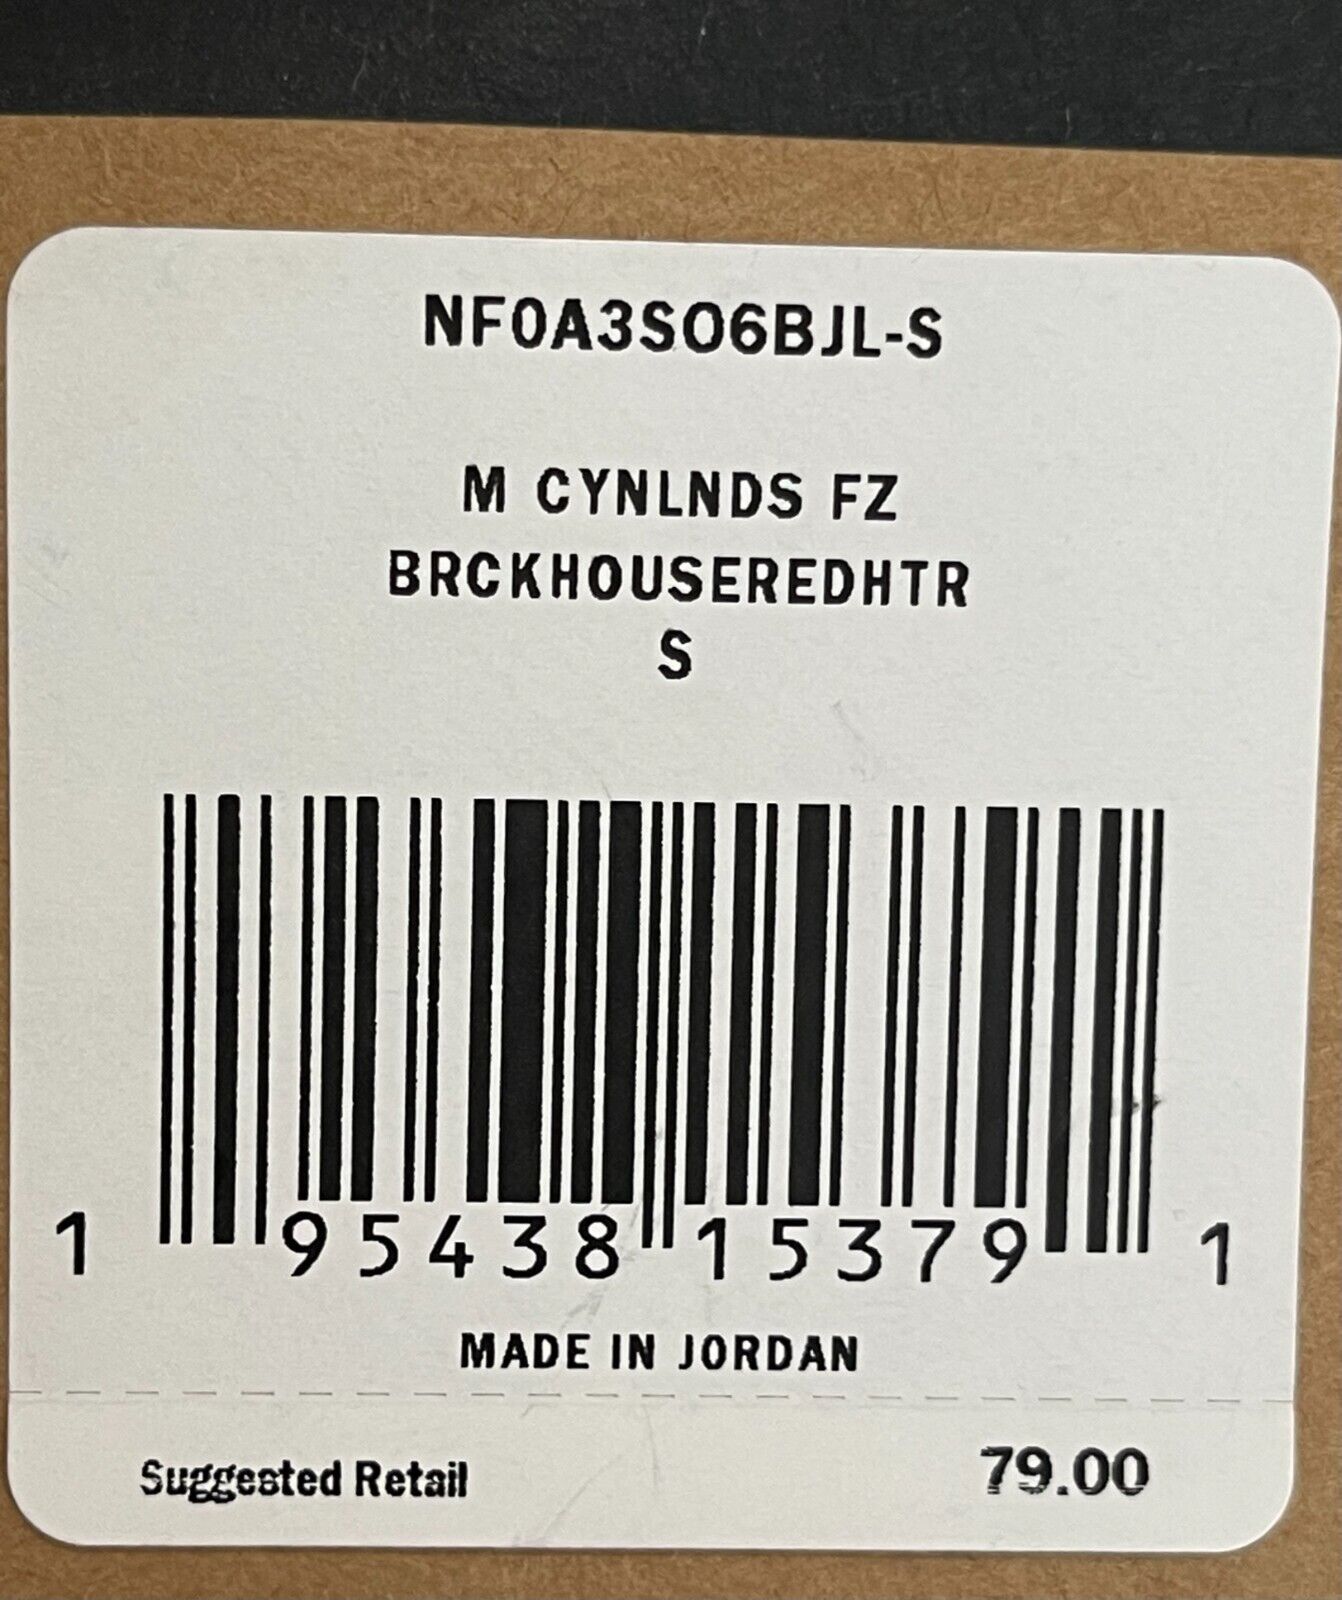 NF0A3SO6BJL-S
M CYNLNDS FZ
BRCKHOUSEREDHTR
S
1 95438 15379 1
MADE IN JORDAN
Suggested Retail 79.00